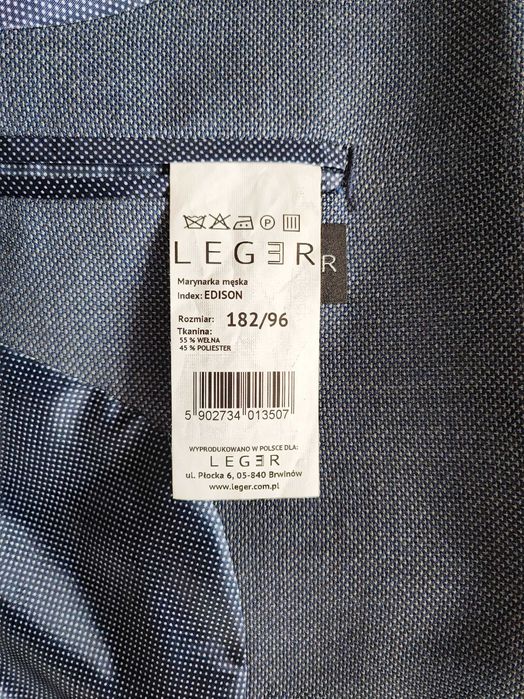 P
LEGER
R
Marynarka męska
Index: EDISON
Rozmiar: 182/96
Tkanina:
55 % WEŁNA
45 % POLIESTER
5 902734 013507
WYPRODUKOWANO W POLSCE DLA:
LEGER
ul. Płocka 6, 05-840 Brwinów
www.leger.com.pl